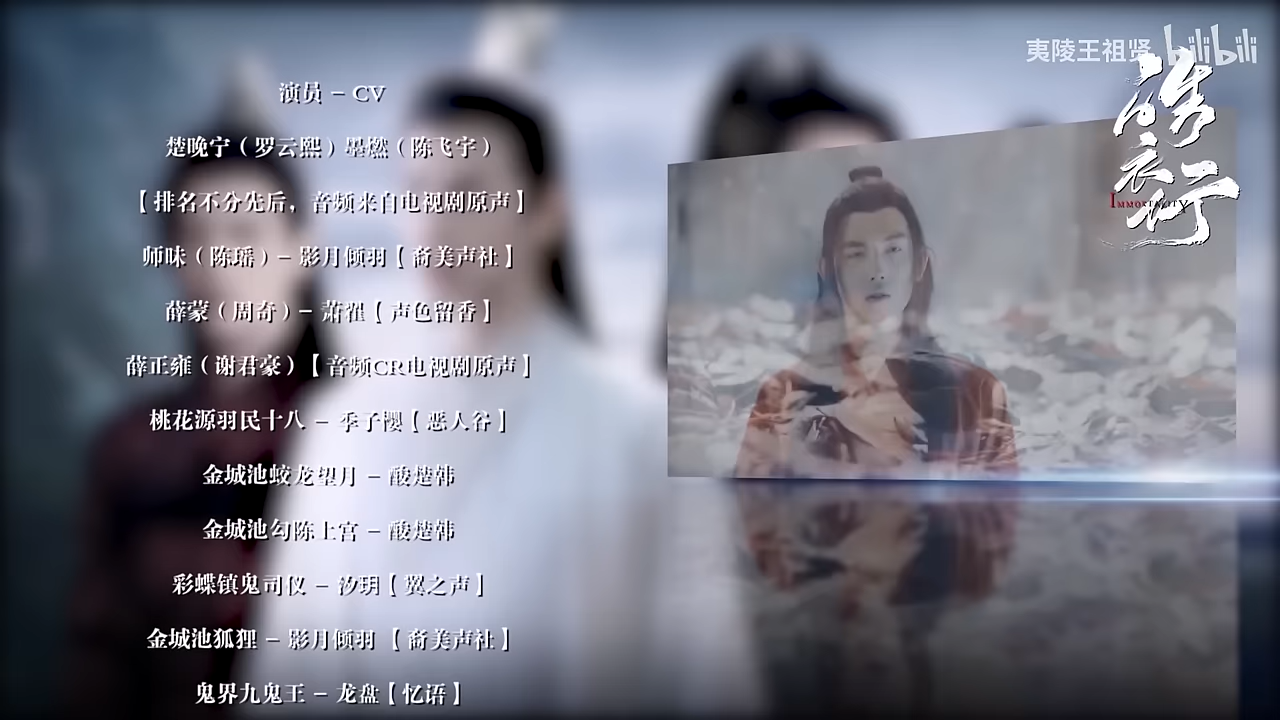 夷陵王祖贤 bilibili
皓衣行
IMMORTALITY
演员 - CV
楚晚宁（罗云熙）墨燃（陈飞宇）
【排名不分先后，音频来自电视剧原声】
师昧（陈瑶）- 影月倾羽【裔美声社】
薛蒙（周奇）- 萧翟【声色留香】
薛正雍（谢君豪）【音频CR电视剧原声】
桃花源羽民十八 - 季子樱【恶人谷】
金城池蛟龙望月 - 酸楚韩
金城池勾陈上宫 - 酸楚韩
彩蝶镇鬼司仪 - 汐玥【翼之声】
金城池狐狸 - 影月倾羽 【裔美声社】
鬼界九鬼王 - 龙盘【忆语】